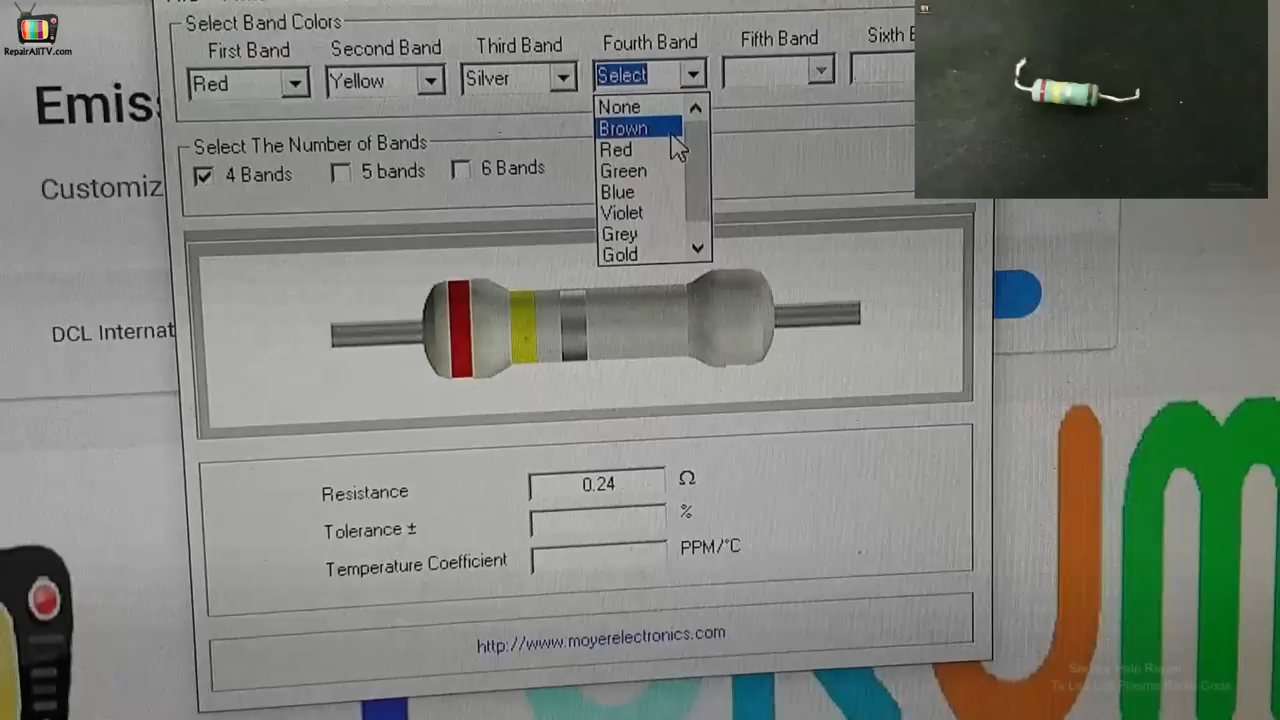 RepairAllTV.com
Select Band Colors
First Band
Second Band
Third Band
Fourth Band
Fifth Band
Sixth
Red
Yellow
Silver
Select
None
Brown
Red
Green
Blue
Violet
Grey
Gold
Select The Number of Bands
4 Bands
5 bands
6 Bands
Emiss
Customiz
DCL Internat
Resistance
0.24
Ω
Tolerance ±
%
Temperature Coefficient
PPM/°C
http://www.moyerelectronics.com